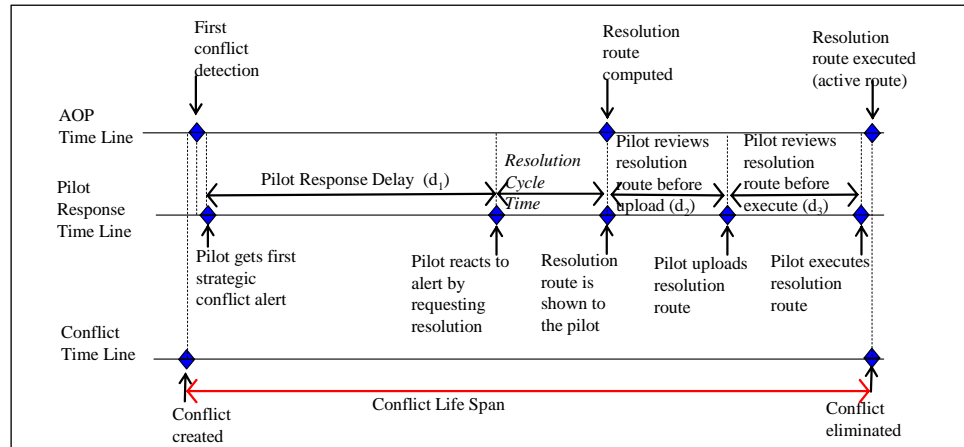 First
conflict
detection
Resolution
route
computed
Resolution
route executed
(active route)
AOP
Time Line
Pilot
Response
Time Line
Pilot Response Delay (d1)
Resolution
Cycle
Time
Pilot reviews
resolution
route before
upload (d2)
Pilot reviews
resolution
route before
execute (d3)
Pilot gets first
strategic
conflict alert
Pilot reacts to
alert by
requesting
resolution
Resolution
route is
shown to
the pilot
Pilot uploads
resolution
route
Pilot executes
resolution
route
Conflict
Time Line
Conflict Life Span
Conflict
created
Conflict
eliminated